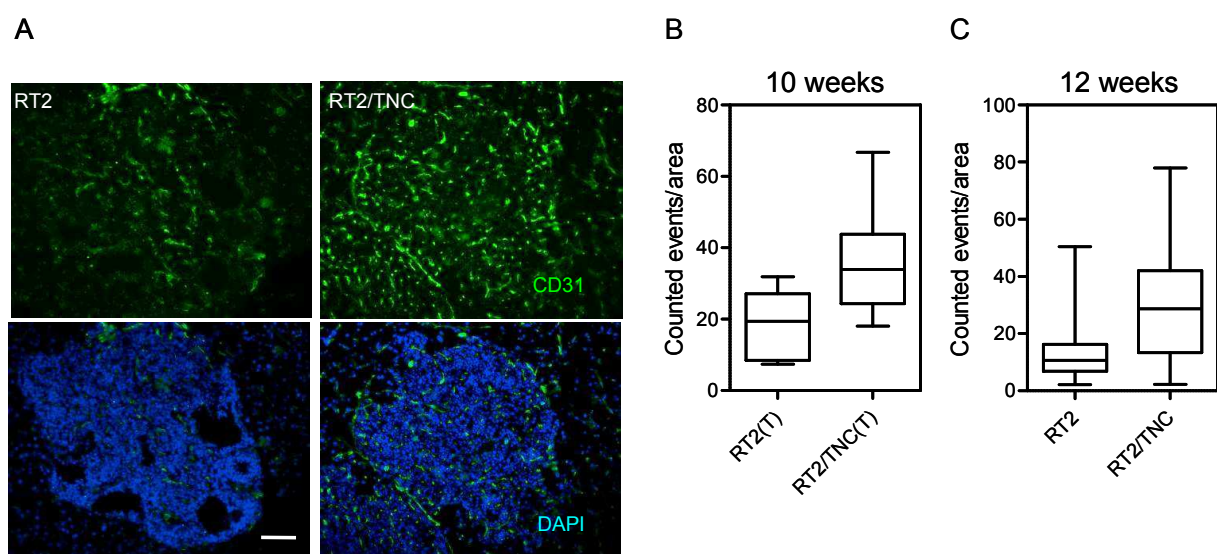 A
RT2
RT2/TNC
CD31
DAPI
B
10 weeks
Counted events/area
80
60
40
20
0
RT2(T)
RT2/TNC(T)
C
12 weeks
Counted events/area
100
80
60
40
20
0
RT2
RT2/TNC